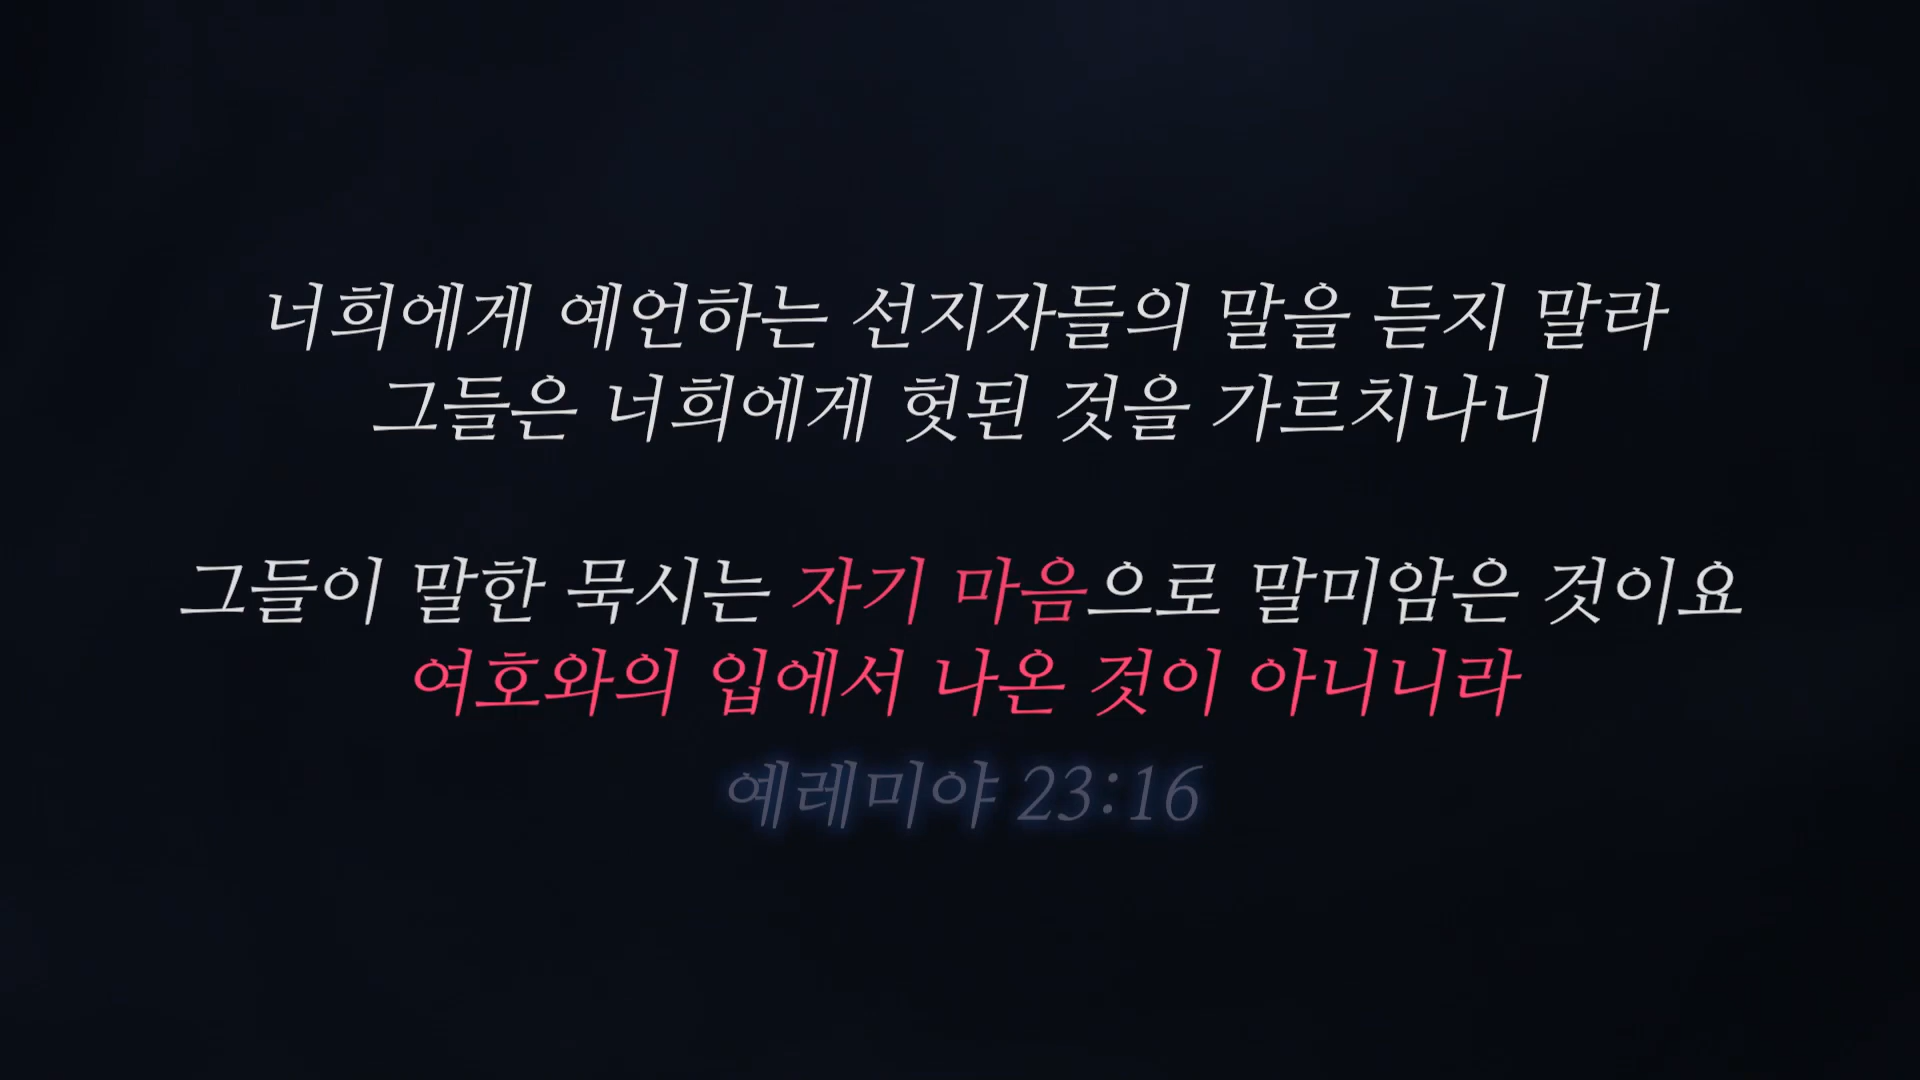 너희에게 예언하는 선지자들의 말을 듣지 말라
그들은 너희에게 헛된 것을 가르치나니
그들이 말한 묵시는 자기 마음으로 말미암은 것이요
여호와의 입에서 나온 것이 아니니라
예레미야 23:16